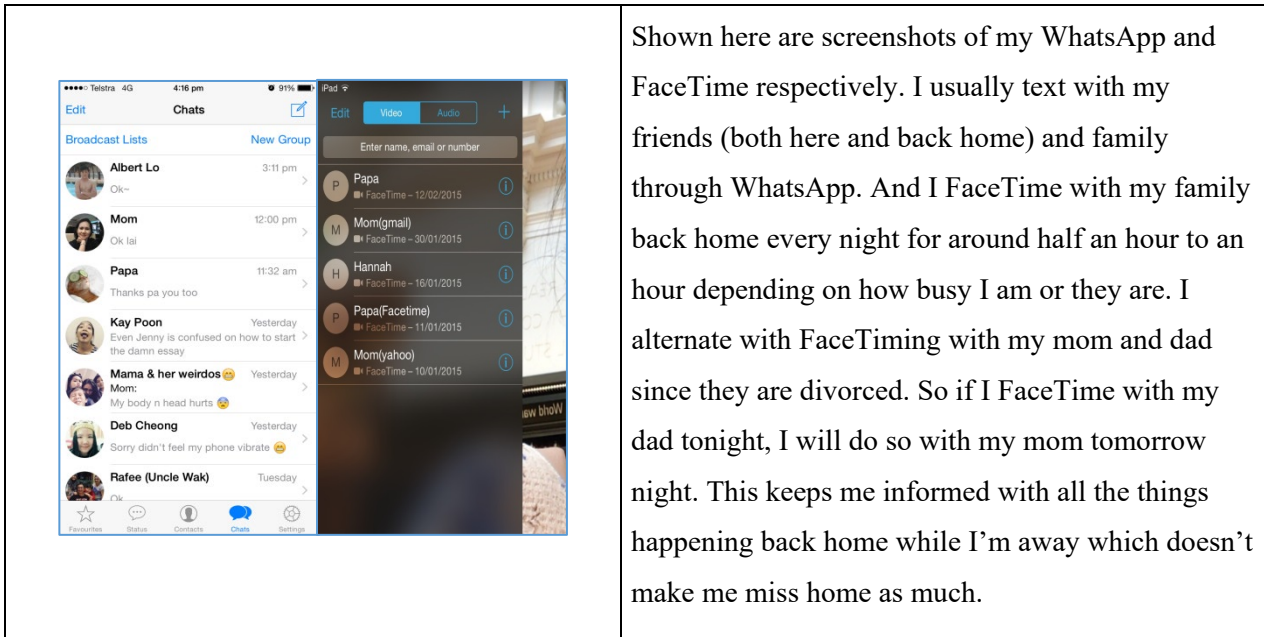 ●●●●○ Telstra 4G 4:16 pm 91%
Edit Chats
Broadcast Lists New Group
Albert Lo 3:11 pm
Ok~
Mom 12:00 pm
Ok lai
Papa 11:32 am
Thanks pa you too
Kay Poon Yesterday
Even Jenny is confused on how to start
the damn essay
Mama & her weirdos😁 Yesterday
Mom:
My body n head hurts 😰
Deb Cheong Yesterday
Sorry didn't feel my phone vibrate 😁
Rafee (Uncle Wak) Tuesday
Ok
Favourites Status Contacts Chats Settings
iPad
Edit Video Audio +
Enter name, email or number
P Papa
FaceTime – 12/02/2015
M Mom(gmail)
FaceTime – 30/01/2015
H Hannah
FaceTime – 16/01/2015
P Papa(Facetime)
FaceTime – 11/01/2015
M Mom(yahoo)
FaceTime – 10/01/2015
Shown here are screenshots of my WhatsApp and
FaceTime respectively. I usually text with my
friends (both here and back home) and family
through WhatsApp. And I FaceTime with my family
back home every night for around half an hour to an
hour depending on how busy I am or they are. I
alternate with FaceTiming with my mom and dad
since they are divorced. So if I FaceTime with my
dad tonight, I will do so with my mom tomorrow
night. This keeps me informed with all the things
happening back home while I'm away which doesn't
make me miss home as much.